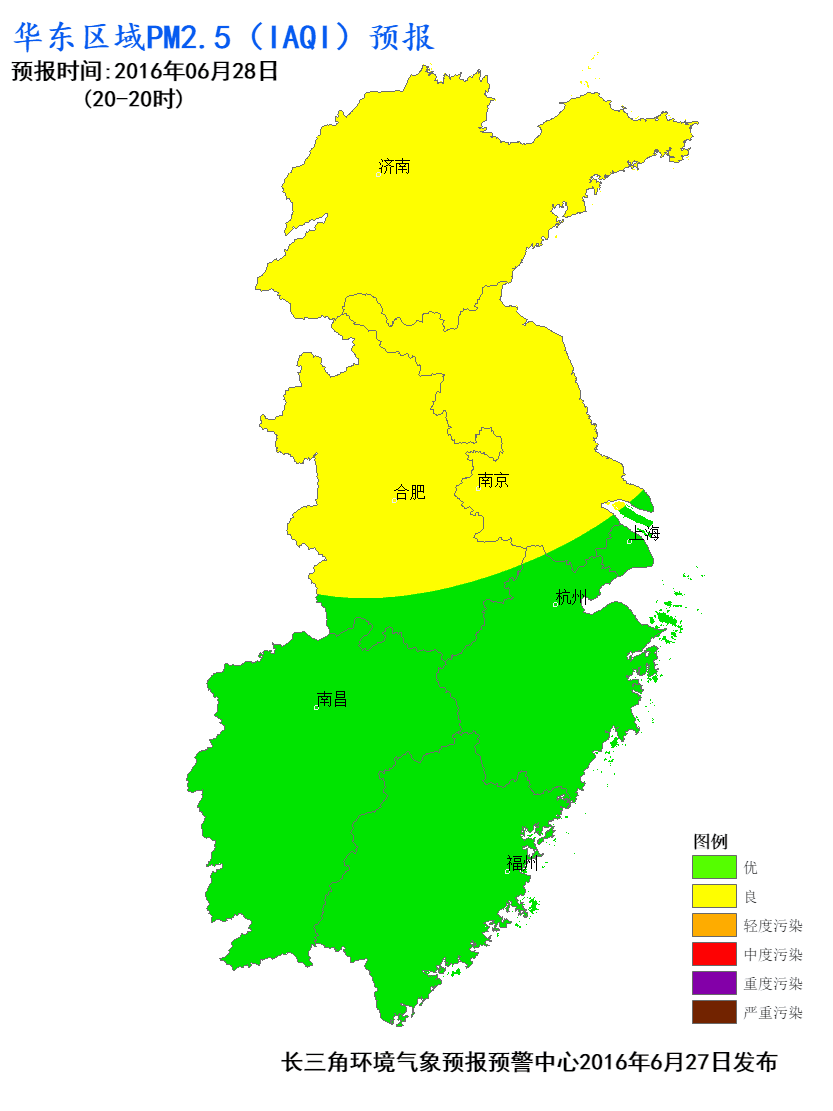 华东区域PM2.5（IAQI）预报
预报时间:2016年06月28日
(20-20时)
济南
南京
合肥
上海
杭州
南昌
福州
图例
优
良
轻度污染
中度污染
重度污染
严重污染
长三角环境气象预报预警中心2016年6月27日发布